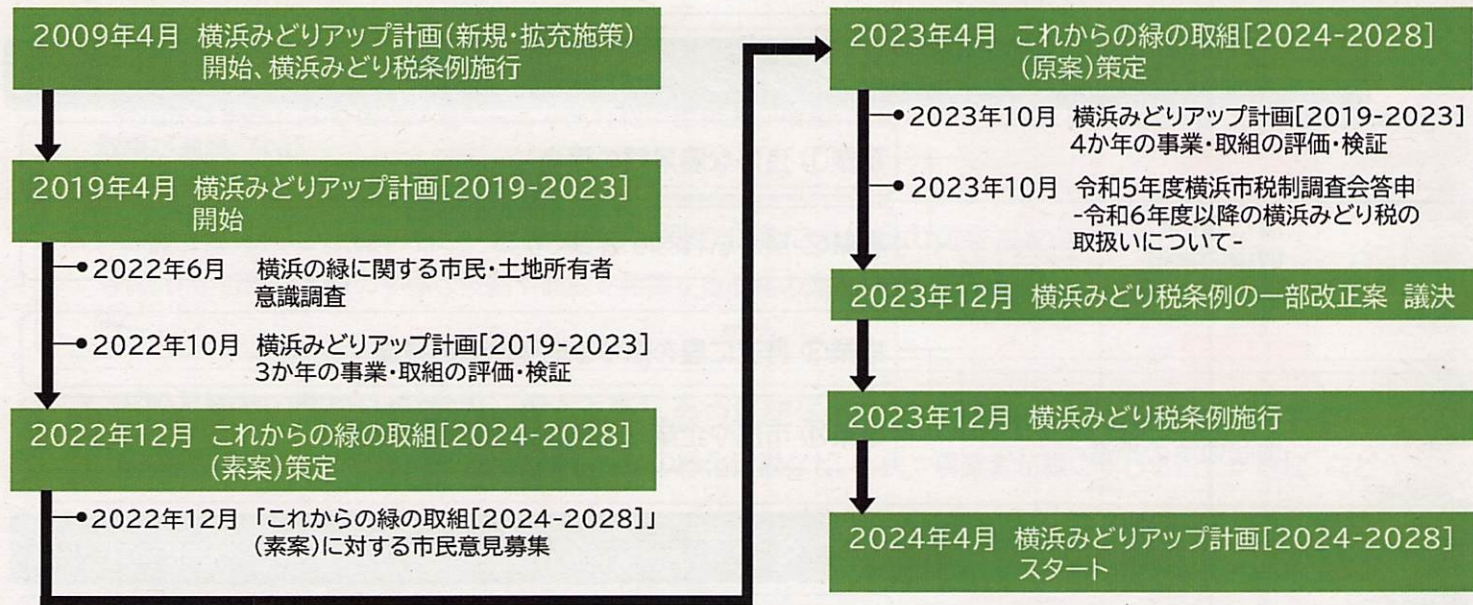 2009年4月 横浜みどりアップ計画(新規・拡充施策)
開始、横浜みどり税条例施行
2019年4月 横浜みどりアップ計画[2019-2023]
開始
2022年6月 横浜の緑に関する市民・土地所有者
意識調査
2022年10月 横浜みどりアップ計画[2019-2023]
3か年の事業・取組の評価・検証
2022年12月 これからの緑の取組[2024-2028]
(素案)策定
2022年12月 「これからの緑の取組[2024-2028]」
(素案)に対する市民意見募集
2023年4月 これからの緑の取組[2024-2028]
(原案)策定
2023年10月 横浜みどりアップ計画[2019-2023]
4か年の事業・取組の評価・検証
2023年10月 令和5年度横浜市税制調査会答申
-令和6年度以降の横浜みどり税の
取扱いについて-
2023年12月 横浜みどり税条例の一部改正案 議決
2023年12月 横浜みどり税条例施行
2024年4月 横浜みどりアップ計画[2024-2028]
スタート